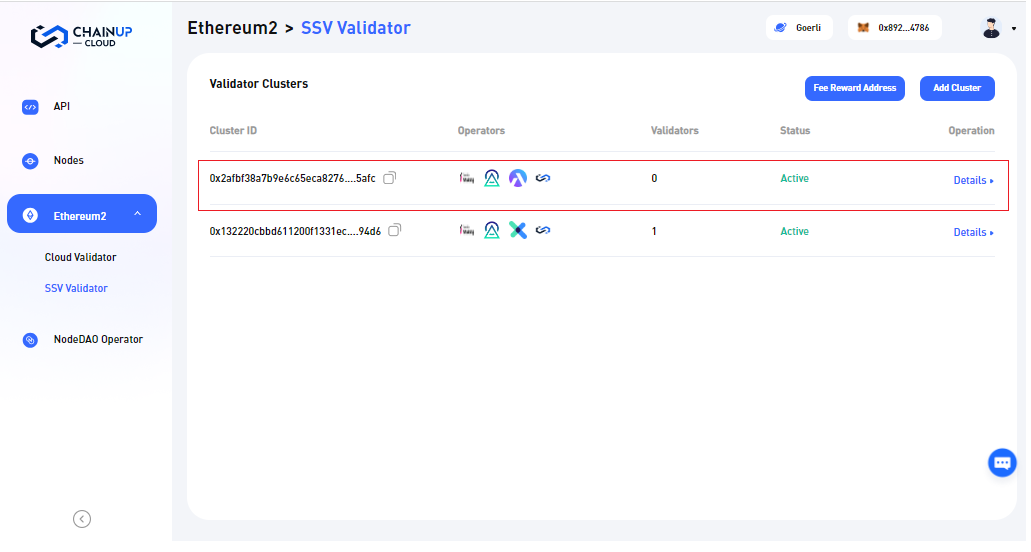 CHAINUP
CLOUD
Ethereum2 > SSV Validator
Goerli
0x892...4786
API
Nodes
Ethereum2
Cloud Validator
SSV Validator
NodeDAO Operator
Validator Clusters
Fee Reward Address
Add Cluster
Cluster ID Operators Validators Status Operation
0x2afbf38a7b9e6c65eca8276....5afc 0 Active Details
0x132220cbbd611200f1331ec....94d6 1 Active Details